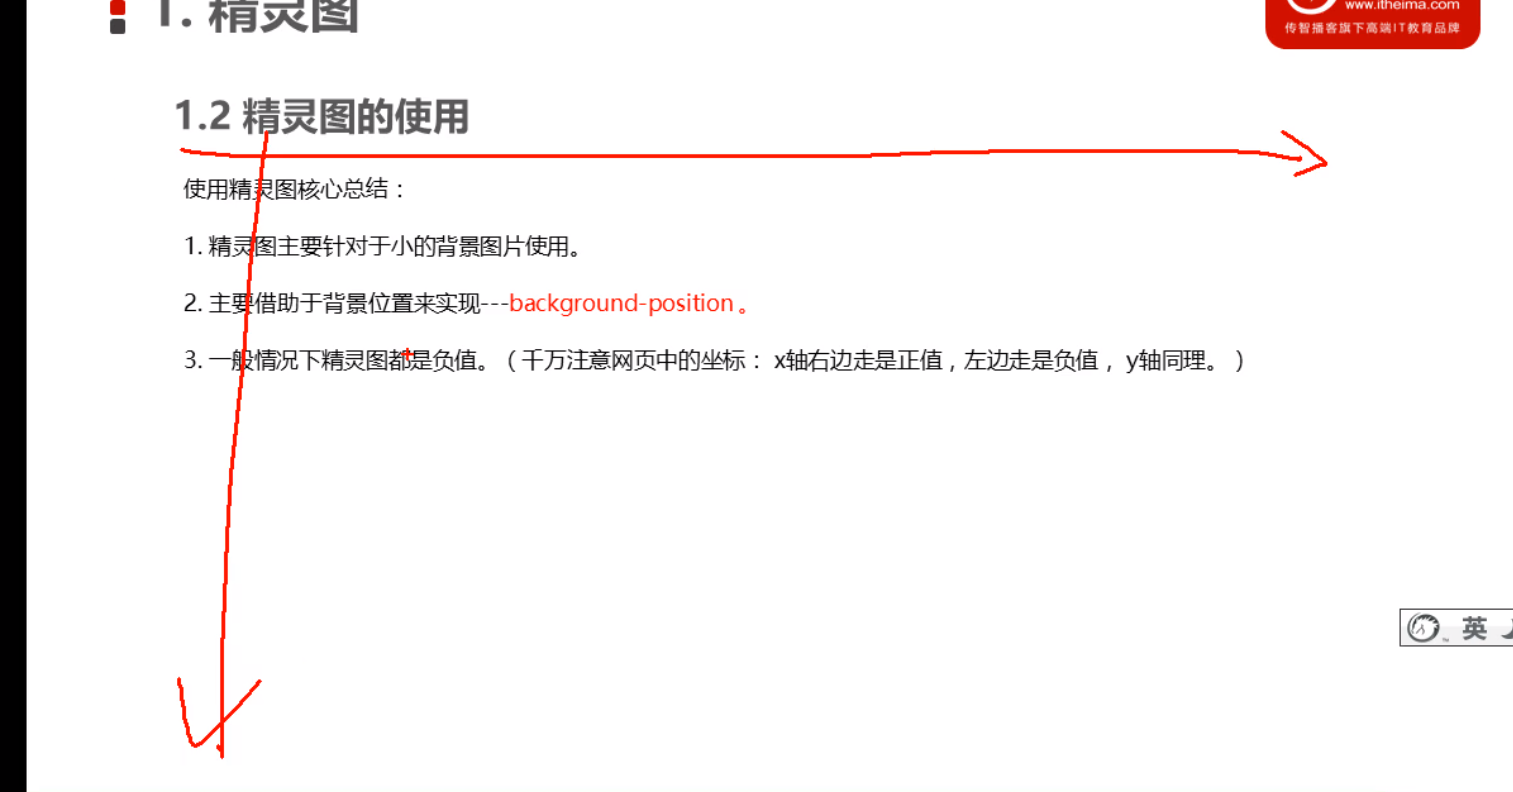 1. 精灵图
www.itheima.com
传智播客旗下高端IT教育品牌
1.2 精灵图的使用
使用精灵图核心总结：
1. 精灵图主要针对于小的背景图片使用。
2. 主要借助于背景位置来实现---background-position 。
3. 一般情况下精灵图都是负值。（千万注意网页中的坐标： x轴右边走是正值，左边走是负值， y轴同理。）
英